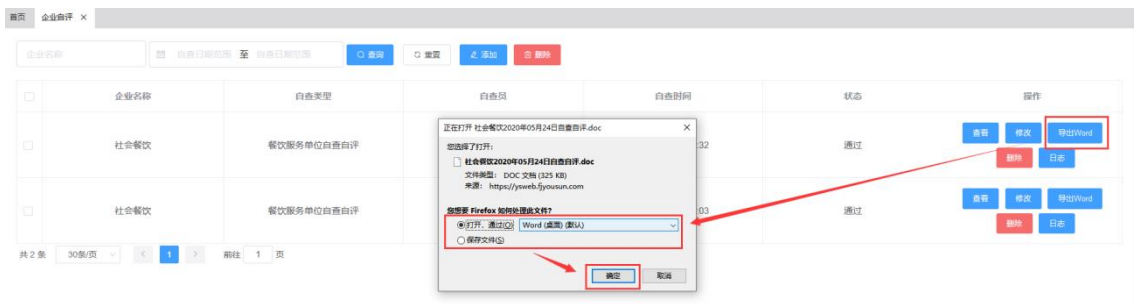 首页 企业自评 ×
企业名称 自查日期范围 至 自查日期范围 查询 重置 添加 删除
企业名称 自查类型 自查员 自查时间 状态 操作
社会餐饮 餐饮服务单位自查自评 :32 通过 查看 修改 导出Word
删除 日志
社会餐饮 餐饮服务单位自查自评 :03 通过 查看 修改 导出Word
删除 日志
正在打开 社会餐饮2020年05月24日自查自评.doc ×
您选择了打开:
社会餐饮2020年05月24日自查自评.doc
文件类型: DOC 文档 (325 KB)
来源: https://ysweb.fjyousun.com
您想要 Firefox 如何处理此文件?
打开,通过(O) Word (桌面) (默认)
保存文件(S)
确定 取消
共 2 条 30条/页 < 1 > 前往 1 页